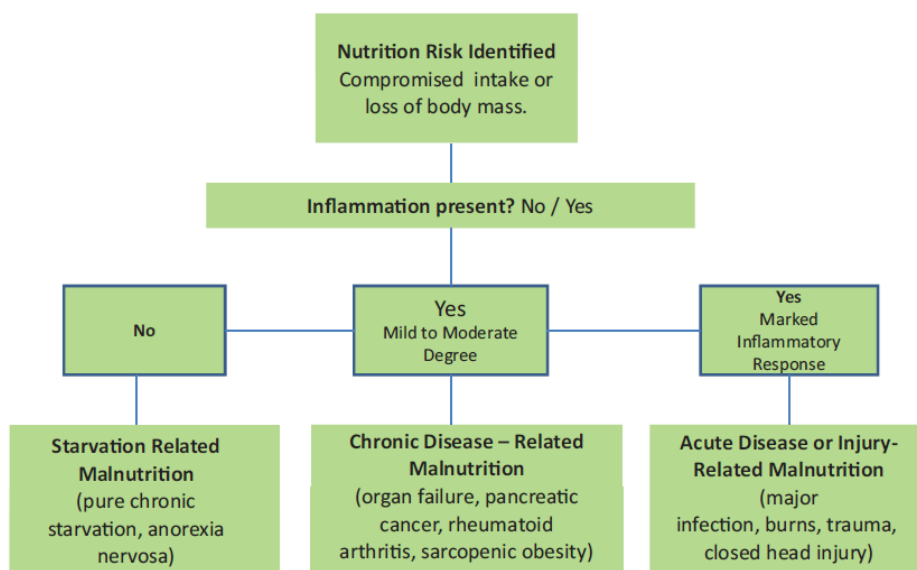 Nutrition Risk Identified
Compromised intake or
loss of body mass.
Inflammation present? No / Yes
No
Yes
Mild to Moderate
Degree
Yes
Marked
Inflammatory
Response
Starvation Related
Malnutrition
(pure chronic
starvation, anorexia
nervosa)
Chronic Disease – Related
Malnutrition
(organ failure, pancreatic
cancer, rheumatoid
arthritis, sarcopenic obesity)
Acute Disease or Injury-
Related Malnutrition
(major
infection, burns, trauma,
closed head injury)